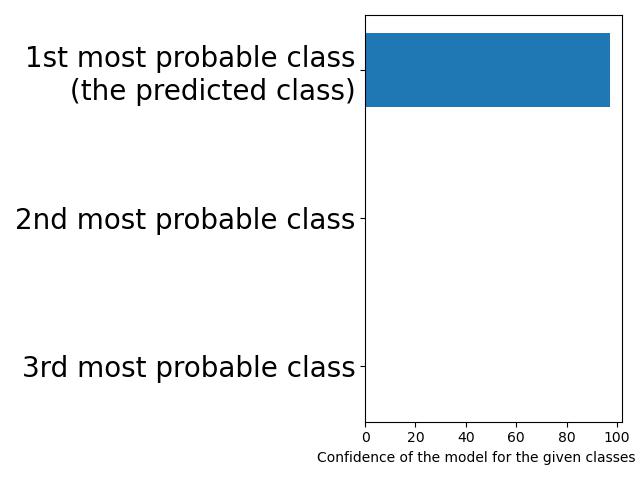 1st most probable class
(the predicted class)
2nd most probable class
3rd most probable class
0 20 40 60 80 100
Confidence of the model for the given classes